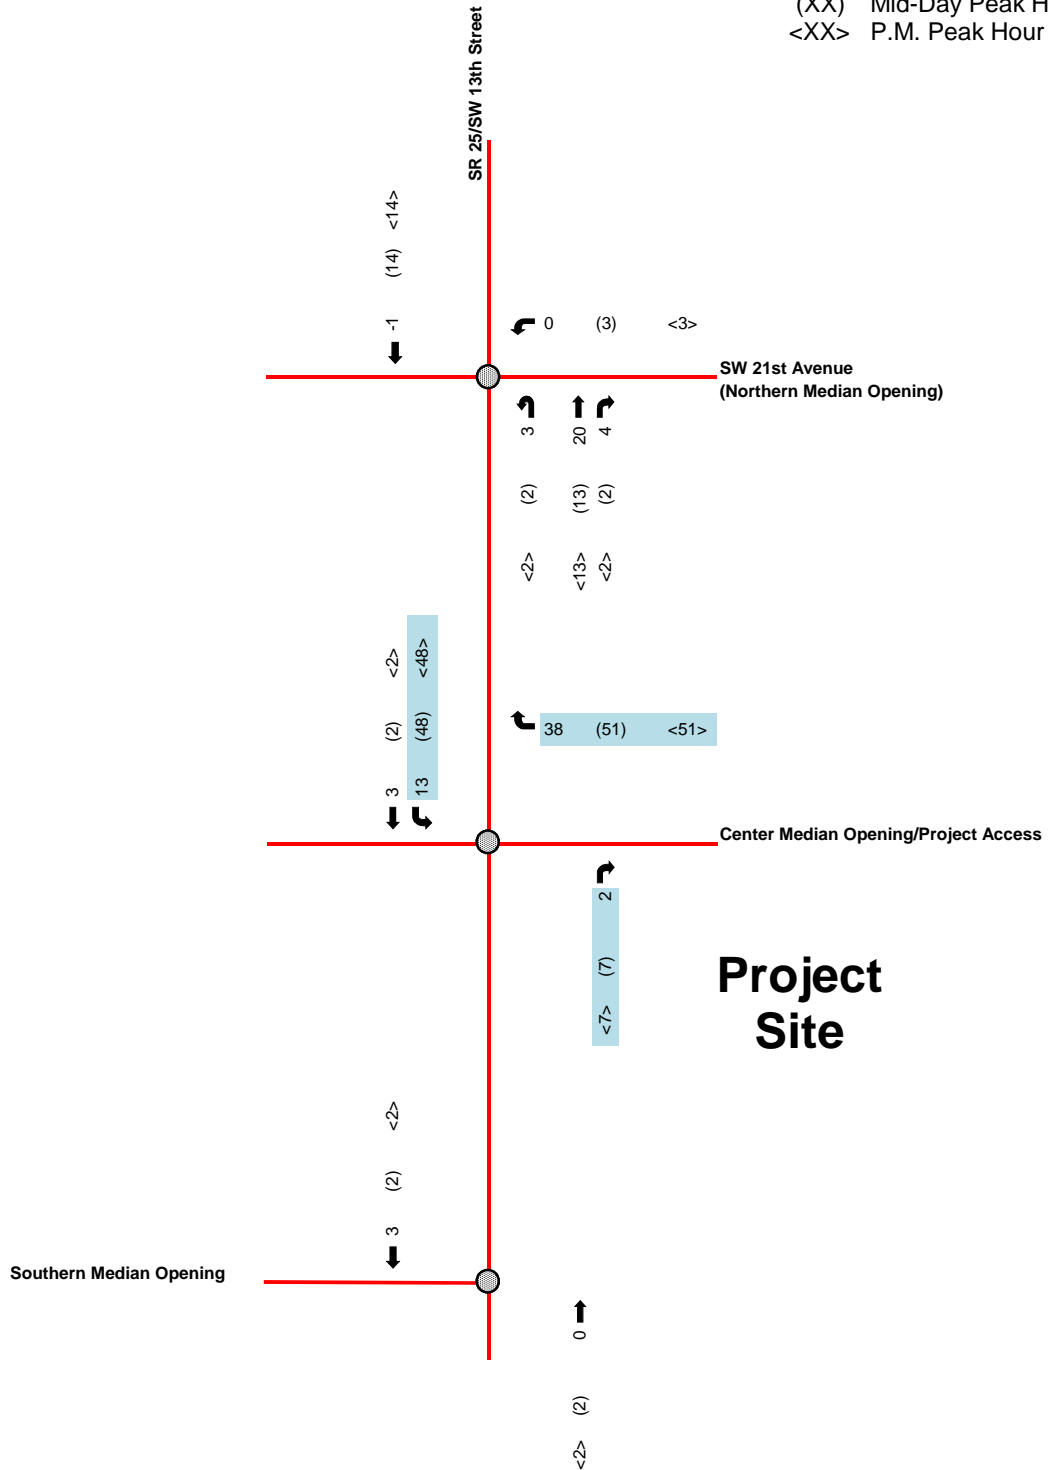 (XX) Mid-Day Peak H
<XX> P.M. Peak Hour
SR 25/SW 13th Street
-1 (14) <14>
0 (3) <3>
SW 21st Avenue
(Northern Median Opening)
3 (2) <2>
20 (13) <13>
4 (2) <2>
3 (2) <2>
13 (48) <48>
38 (51) <51>
Center Median Opening/Project Access
2 (7) <7>
Project
Site
3 (2) <2>
Southern Median Opening
0 (2) <2>